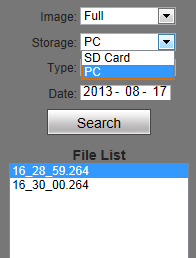 Image: Full
Storage: PC
SD Card
Type: PC
Date: 2013 - 08 - 17
Search
File List
16_28_59.264
16_30_00.264